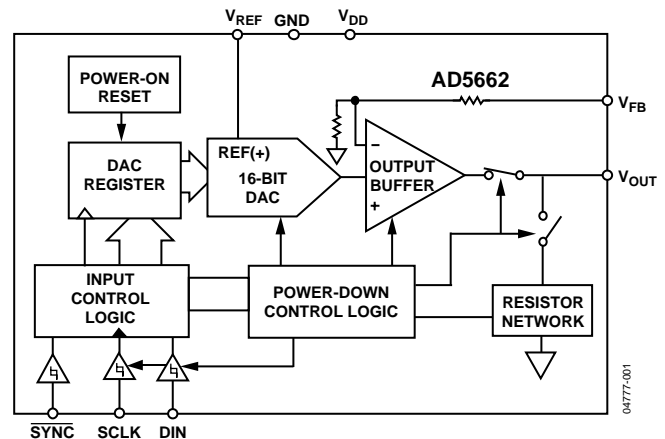 VREF GND VDD
POWER-ON
RESET
AD5662
VFB
REF(+)
16-BIT
DAC
DAC
REGISTER
−
OUTPUT
BUFFER
+
VOUT
INPUT
CONTROL
LOGIC
POWER-DOWN
CONTROL LOGIC
RESISTOR
NETWORK
SYNC SCLK DIN
04777-001